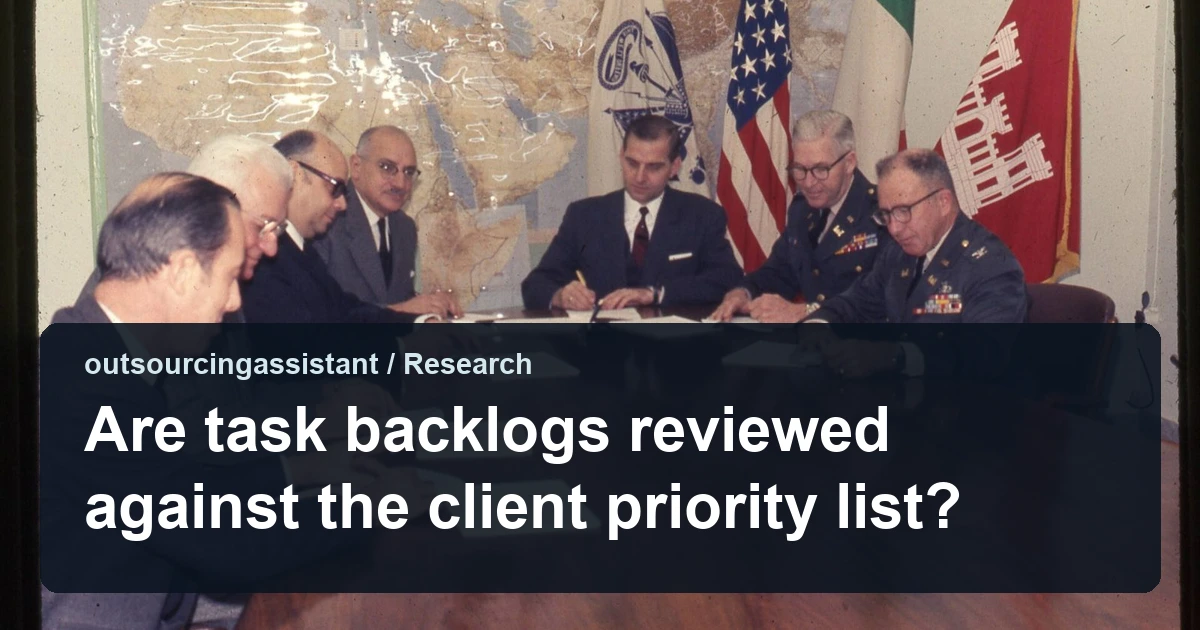 outsourcingassistant / Research
Are task backlogs reviewed
against the client priority list?